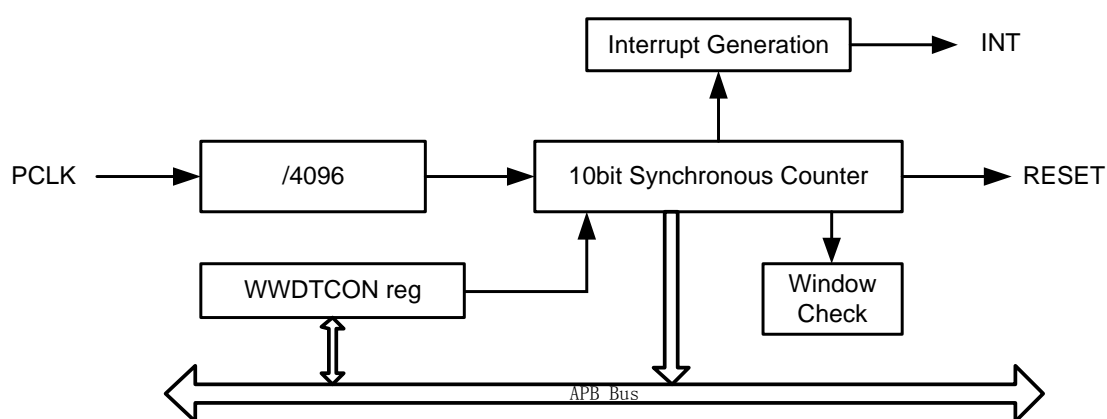 Interrupt Generation
INT
PCLK
/4096
10bit Synchronous Counter
RESET
WWDTCON reg
Window
Check
APB Bus